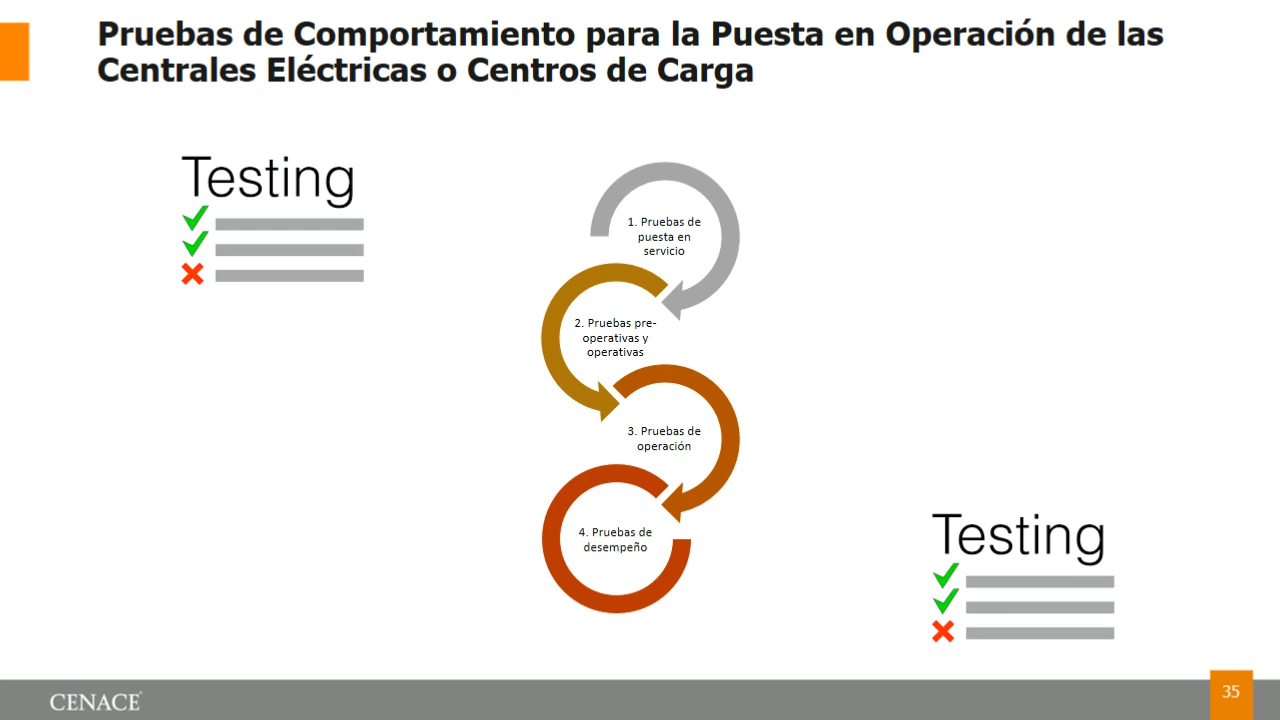 Pruebas de Comportamiento para la Puesta en Operación de las
Centrales Eléctricas o Centros de Carga
Testing
1. Pruebas de
puesta en
servicio
2. Pruebas pre-
operativas y
operativas
3. Pruebas de
operación
4. Pruebas de
desempeño
Testing
CENACE
35